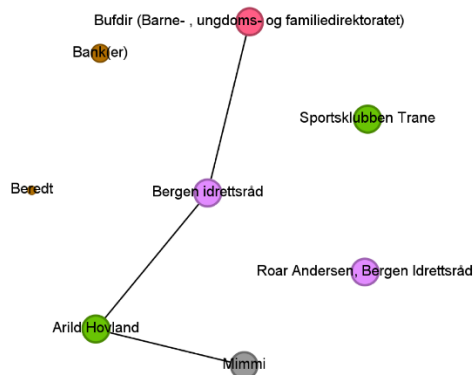 Bufdir (Barne- , ungdoms- og familiedirektoratet)
Bank(er)
Sportsklubben Trane
Beredt
Bergen idrettsråd
Roar Andersen, Bergen Idrettsråd
Arild Hovland
Mimmi